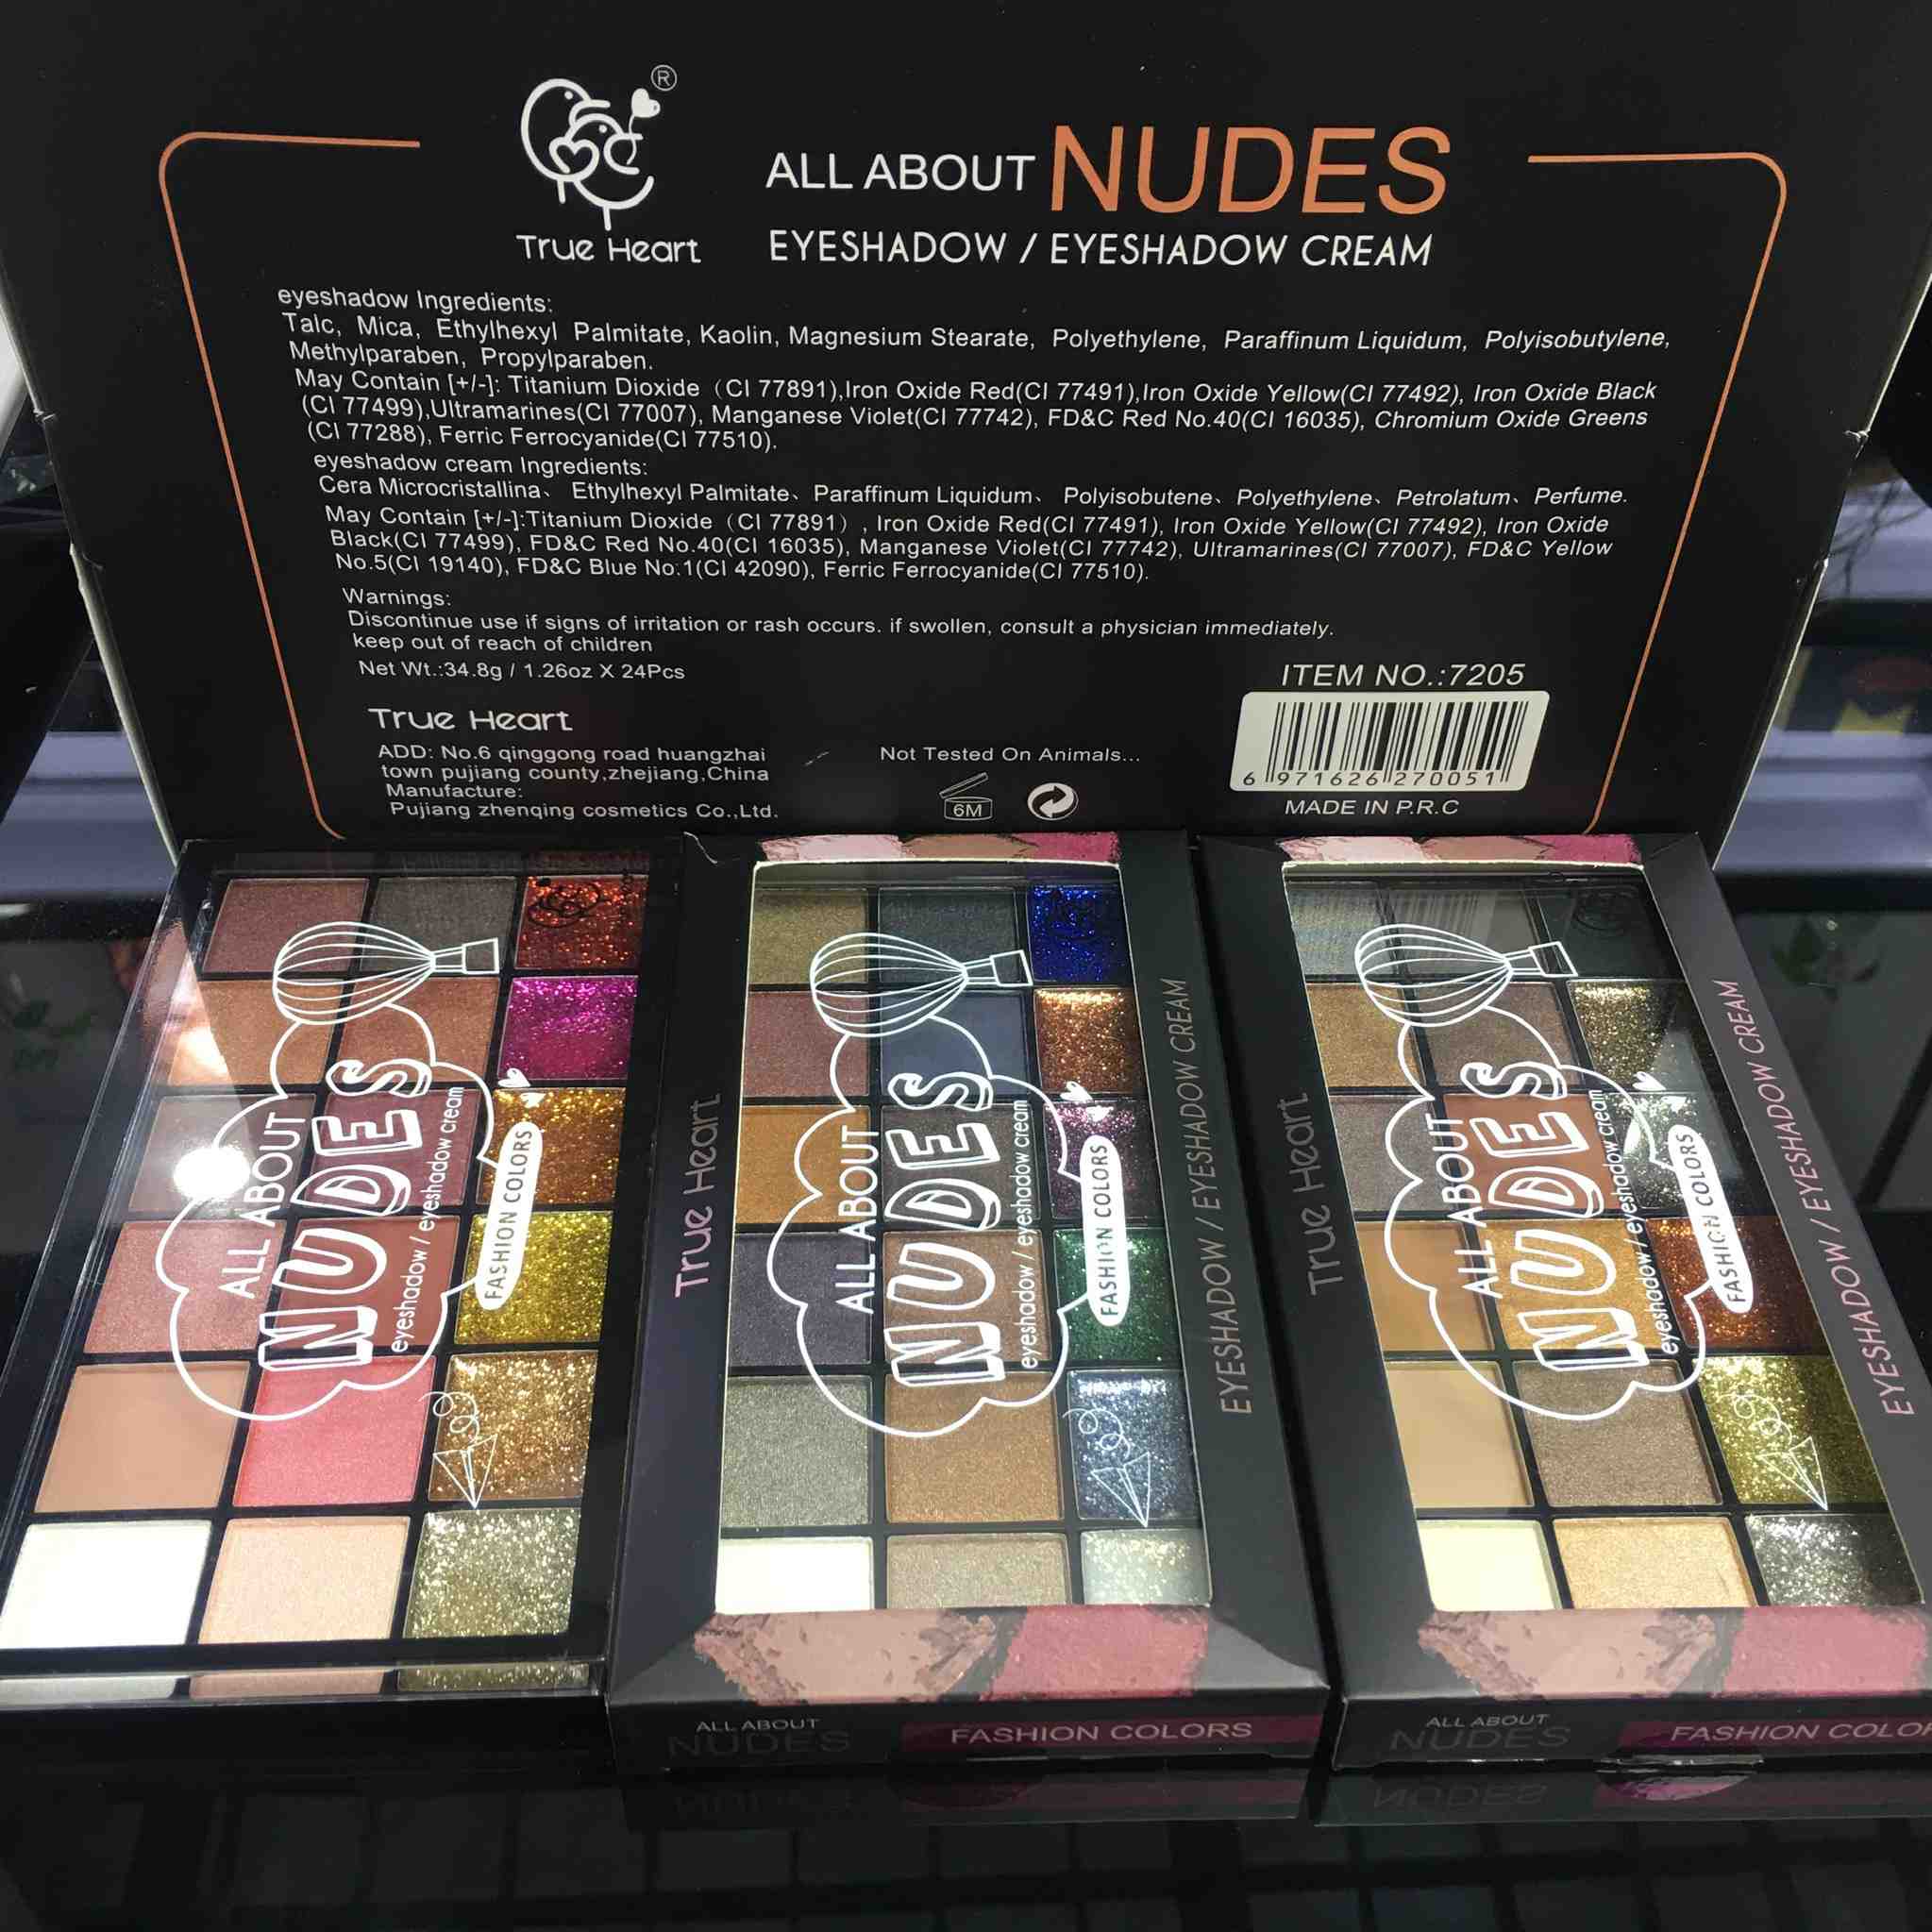 ®
True Heart
ALL ABOUT NUDES
EYESHADOW / EYESHADOW CREAM
eyeshadow Ingredients:
Talc, Mica, Ethylhexyl Palmitate, Kaolin, Magnesium Stearate, Polyethylene, Paraffinum Liquidum, Polyisobutylene,
Methylparaben, Propylparaben.
May Contain [+/-]: Titanium Dioxide (CI 77891),Iron Oxide Red(CI 77491),Iron Oxide Yellow(CI 77492), Iron Oxide Black
(CI 77499),Ultramarines(CI 77007), Manganese Violet(CI 77742), FD&C Red No.40(CI 16035), Chromium Oxide Greens
(CI 77288), Ferric Ferrocyanide(CI 77510).
eyeshadow cream Ingredients:
Cera Microcristallina、 Ethylhexyl Palmitate、 Paraffinum Liquidum、 Polyisobutene、 Polyethylene、 Petrolatum、 Perfume.
May Contain [+/-]:Titanium Dioxide (CI 77891) , Iron Oxide Red(CI 77491), Iron Oxide Yellow(CI 77492), Iron Oxide
Black(CI 77499), FD&C Red No.40(CI 16035), Manganese Violet(CI 77742), Ultramarines(CI 77007), FD&C Yellow
No.5(CI 19140), FD&C Blue No.1(CI 42090), Ferric Ferrocyanide(CI 77510).
Warnings:
Discontinue use if signs of irritation or rash occurs. if swollen, consult a physician immediately.
keep out of reach of children
Net Wt.:34.8g / 1.26oz X 24Pcs
True Heart
ADD: No.6 qinggong road huangzhai
town pujiang county,zhejiang,China
Manufacture:
Pujiang zhenqing cosmetics Co.,Ltd.
Not Tested On Animals...
6M
ITEM NO.:7205
6 971626 270051
MADE IN P.R.C
ALL ABOUT
NUDES
eyeshadow / eyeshadow cream
FASHION COLORS
True Heart
ALL ABOUT
NUDES
eyeshadow / eyeshadow cream
FASHION COLORS
EYESHADOW / EYESHADOW CREAM
ALL ABOUT
NUDES
FASHION COLORS
True Heart
ALL ABOUT
NUDES
eyeshadow / eyeshadow cream
FASHION COLORS
EYESHADOW / EYESHADOW CREAM
ALL ABOUT
NUDES
FASHION COLOR